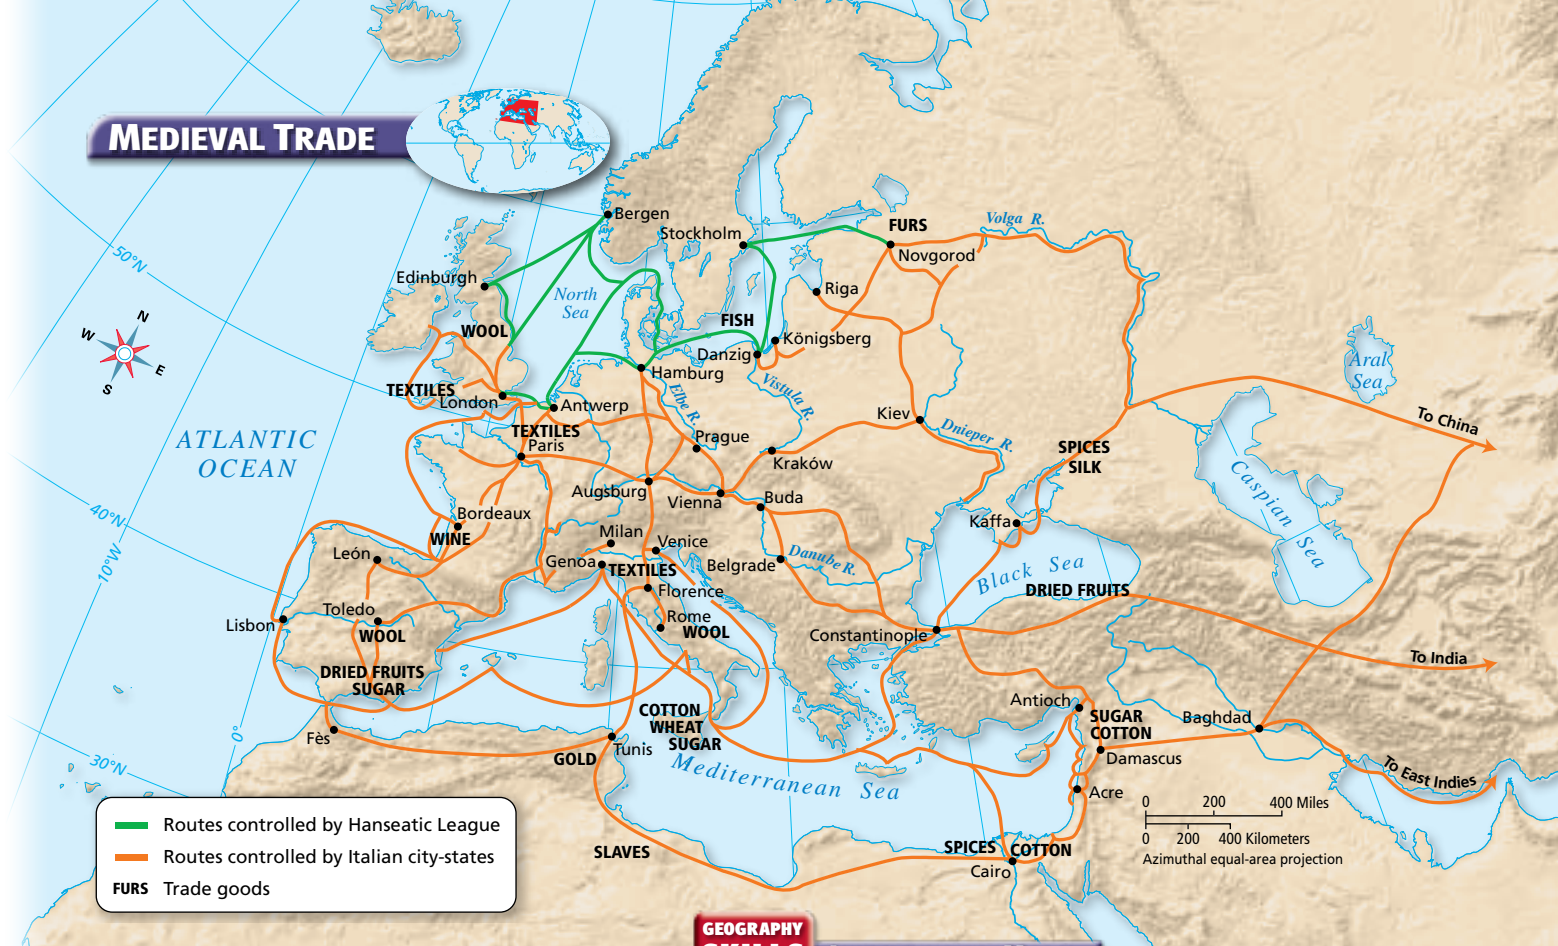 MEDIEVAL TRADE
50°N
40°N
10°W
30°N
0°
N
W
E
S
ATLANTIC
OCEAN
North
Sea
Bergen
Stockholm
FURS
Volga R.
Novgorod
Edinburgh
Riga
WOOL
FISH
Königsberg
Danzig
Hamburg
TEXTILES
London
Antwerp
Elbe R.
Vistula R.
Kiev
Dnieper R.
TEXTILES
Paris
Prague
Kraków
SPICES
SILK
Aral
Sea
To China
Augsburg
Vienna
Buda
Bordeaux
WINE
Milan
Venice
Kaffa
Caspian Sea
León
Genoa
TEXTILES
Belgrade
Danube R.
Black Sea
DRIED FRUITS
Florence
Toledo
WOOL
Lisbon
Rome
WOOL
Constantinople
To India
DRIED FRUITS
SUGAR
Antioch
COTTON
WHEAT
SUGAR
SUGAR
COTTON
Baghdad
Fès
Tunis
GOLD
Damascus
Mediterranean Sea
To East Indies
Acre
SLAVES
SPICES
COTTON
Cairo
0 200 400 Miles
0 200 400 Kilometers
Azimuthal equal-area projection
Routes controlled by Hanseatic League
Routes controlled by Italian city-states
FURS Trade goods
GEOGRAPHY